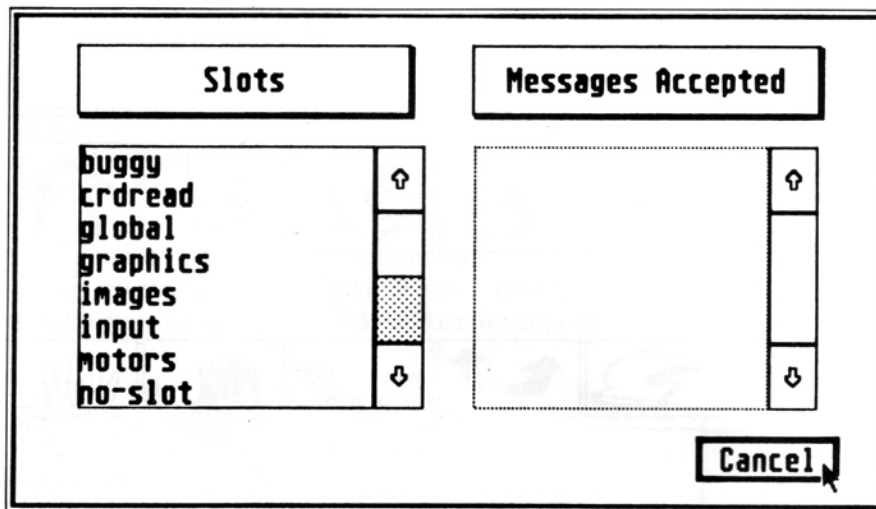 Slots
Messages Accepted
buggy
crdread
global
graphics
images
input
motors
no-slot
Cancel